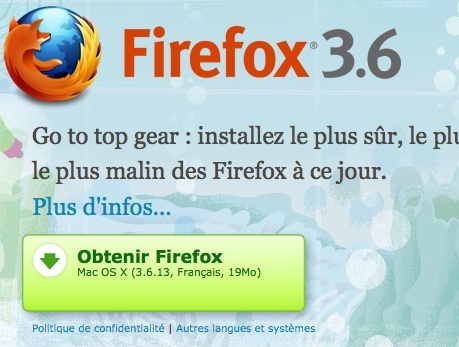 Firefox® 3.6
Go to top gear : installez le plus sûr, le
le plus malin des Firefox à ce jour.
Plus d'infos...
Obtenir Firefox
Mac OS X (3.6.13, Français, 19Mo)
Politique de confidentialité | Autres langues et systèmes